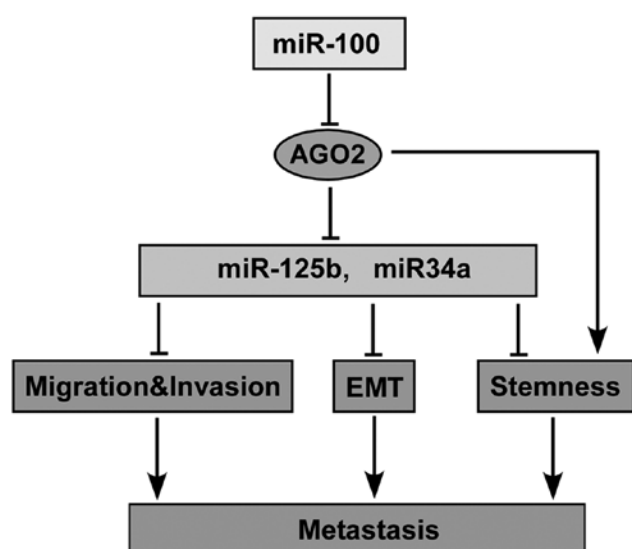 miR-100
AGO2
miR-125b, miR34a
Migration&Invasion
EMT
Stemness
Metastasis